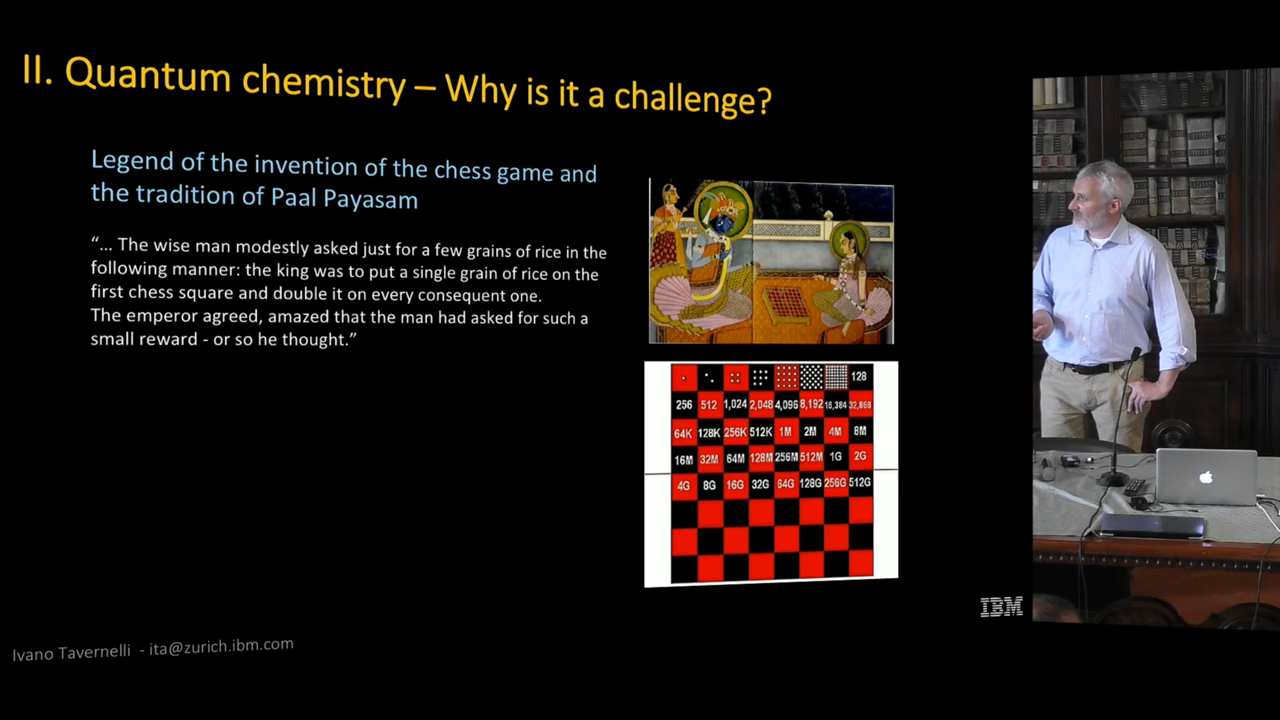 II. Quantum chemistry – Why is it a challenge?
Legend of the invention of the chess game and
the tradition of Paal Payasam
“... The wise man modestly asked just for a few grains of rice in the
following manner: the king was to put a single grain of rice on the
first chess square and double it on every consequent one.
The emperor agreed, amazed that the man had asked for such a
small reward - or so he thought.”
128
256 512 1,024 2,048 4,096 8,192 16,384
64K 128K 256K 512K 1M 2M 4M 8M
16M 32M 64M 128M 256M 512M 1G 2G
4G 8G 16G 32G 64G 128G 256G 512G
IBM
Ivano Tavernelli - ita@zurich.ibm.com